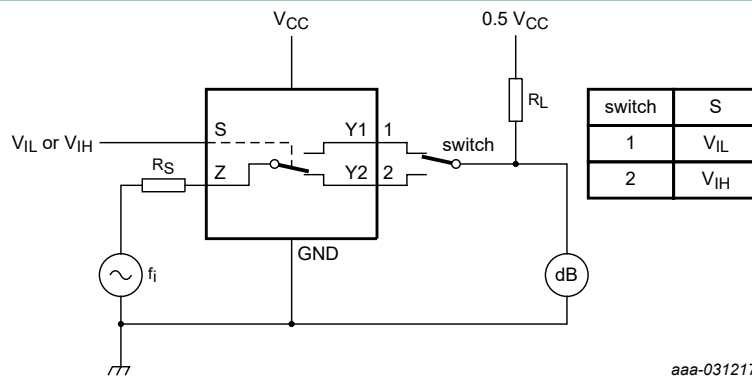 VCC
0.5 VCC
RL
switch S
1 VIL
2 VIH
S
Y1 1
switch
VIL or VIH
RS
Z
Y2 2
GND
fi
dB
aaa-031217